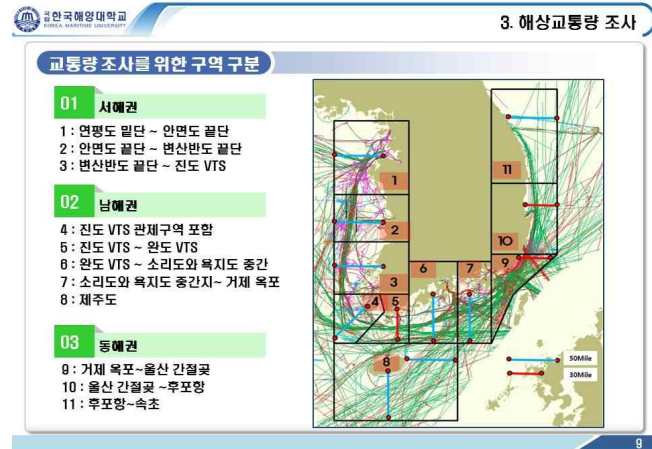 국립 한국해양대학교
KOREA MARITIME UNIVERSITY
3. 해상교통량 조사
교통량 조사를 위한 구역 구분
01 서해권
1 : 연평도 밑단 ~ 안면도 끝단
2 : 안면도 끝단 ~ 변산반도 끝단
3 : 변산반도 끝단 ~ 진도 VTS
02 남해권
4 : 진도 VTS 관제구역 포함
5 : 진도 VTS ~ 완도 VTS
6 : 완도 VTS ~ 소리도와 욕지도 중간
7 : 소리도와 욕지도 중간지~ 거제 옥포
8 : 제주도
03 동해권
9 : 거제 옥포~울산 간절곶
10 : 울산 간절곶 ~후포항
11 : 후포항~속초
1
2
3
4
5
6
7
8
9
10
11
50Mile
30Mile
9